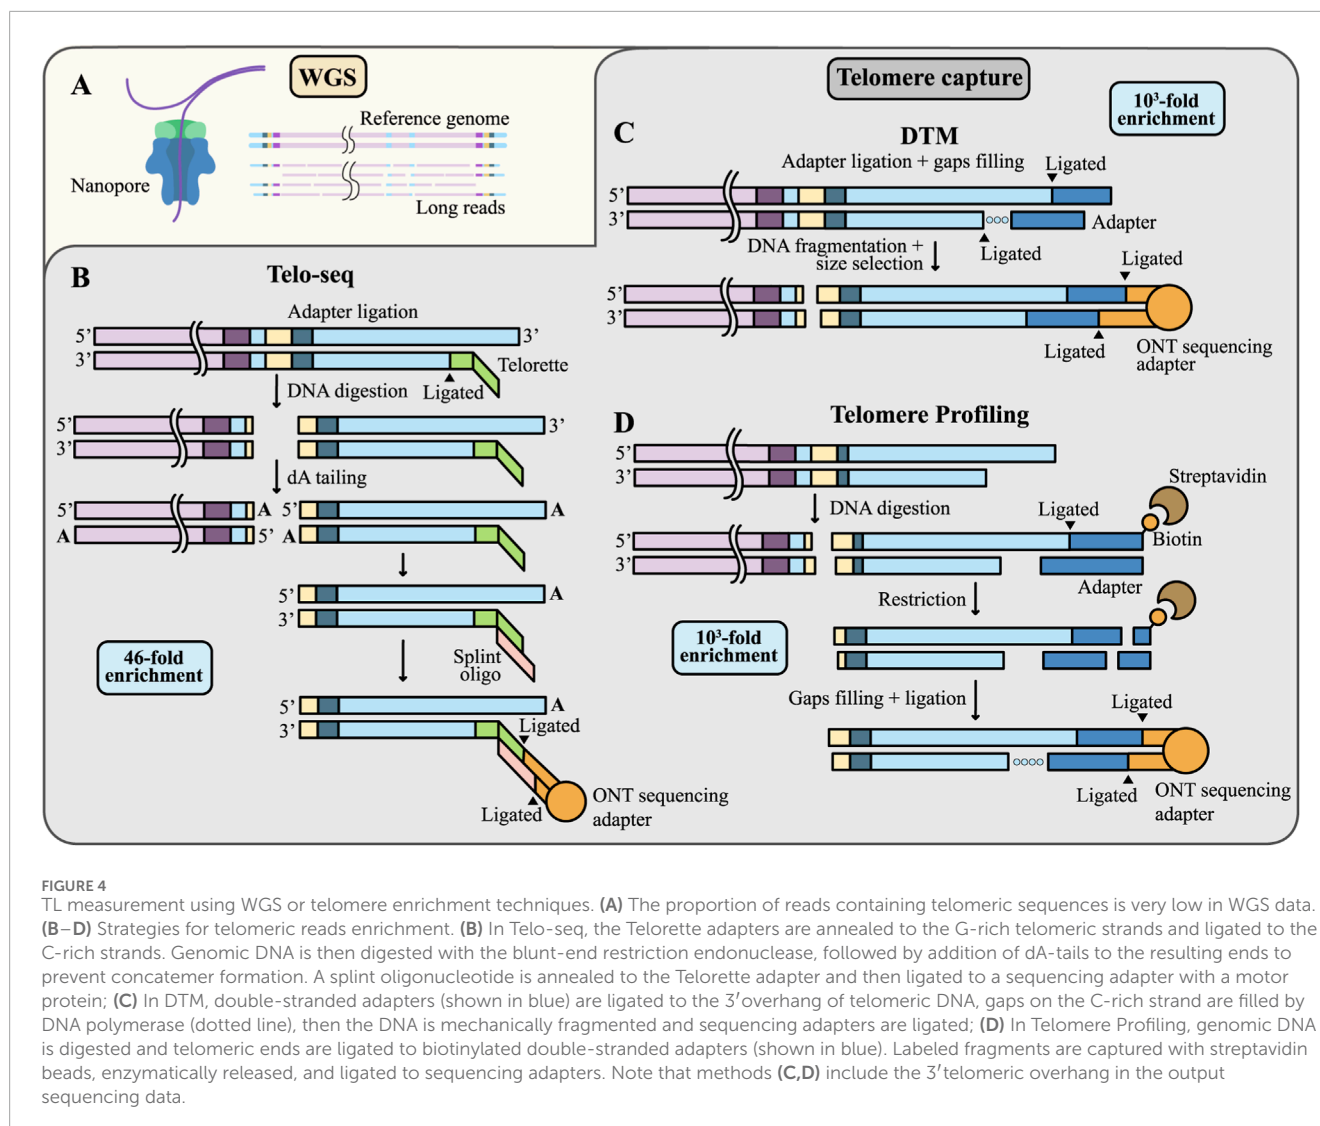 A
WGS
Reference genome
Nanopore
Long reads
B
Telo-seq
Adapter ligation
5’
3’
3’
Telorette
Ligated
DNA digestion
5’
3’
3’
dA tailing
5’
A
5’
A
A
5’
A
5’
A
3’
Splint
oligo
46-fold
enrichment
5’
A
3’
Ligated
Ligated
ONT sequencing
adapter
Telomere capture
10³-fold
enrichment
C
DTM
Adapter ligation + gaps filling
Ligated
5’
3’
Adapter
Ligated
DNA fragmentation +
size selection
Ligated
5’
3’
Ligated
ONT sequencing
adapter
D
Telomere Profiling
5’
3’
Streptavidin
DNA digestion
Ligated
Biotin
5’
3’
Adapter
Restriction
10³-fold
enrichment
Gaps filling + ligation
Ligated
Ligated
ONT sequencing
adapter
FIGURE 4
TL measurement using WGS or telomere enrichment techniques. (A) The proportion of reads containing telomeric sequences is very low in WGS data.
(B–D) Strategies for telomeric reads enrichment. (B) In Telo-seq, the Telorette adapters are annealed to the G-rich telomeric strands and ligated to the
C-rich strands. Genomic DNA is then digested with the blunt-end restriction endonuclease, followed by addition of dA-tails to the resulting ends to
prevent concatemer formation. A splint oligonucleotide is annealed to the Telorette adapter and then ligated to a sequencing adapter with a motor
protein; (C) In DTM, double-stranded adapters (shown in blue) are ligated to the 3′overhang of telomeric DNA, gaps on the C-rich strand are filled by
DNA polymerase (dotted line), then the DNA is mechanically fragmented and sequencing adapters are ligated; (D) In Telomere Profiling, genomic DNA
is digested and telomeric ends are ligated to biotinylated double-stranded adapters (shown in blue). Labeled fragments are captured with streptavidin
beads, enzymatically released, and ligated to sequencing adapters. Note that methods (C,D) include the 3′telomeric overhang in the output
sequencing data.